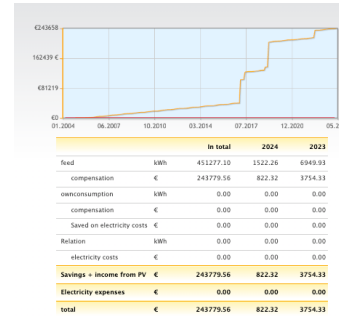 €243658
162439 €
€81219
€0
01.2004 06.2007 10.2010 03.2014 07.2017 12.2020 05.2
In total 2024 2023
feed kWh 451277.10 1522.26 6949.93
compensation € 243779.56 822.32 3754.33
ownconsumption € 0.00 0.00 0.00
compensation € 0.00 0.00 0.00
Saved on electricity costs € 0.00 0.00 0.00
Relation kWh 0.00 0.00 0.00
electricity costs € 0.00 0.00 0.00
Savings + income from PV € 243779.56 822.32 3754.33
Electricity expenses € 0.00 0.00 0.00
total € 243779.56 822.32 3754.33